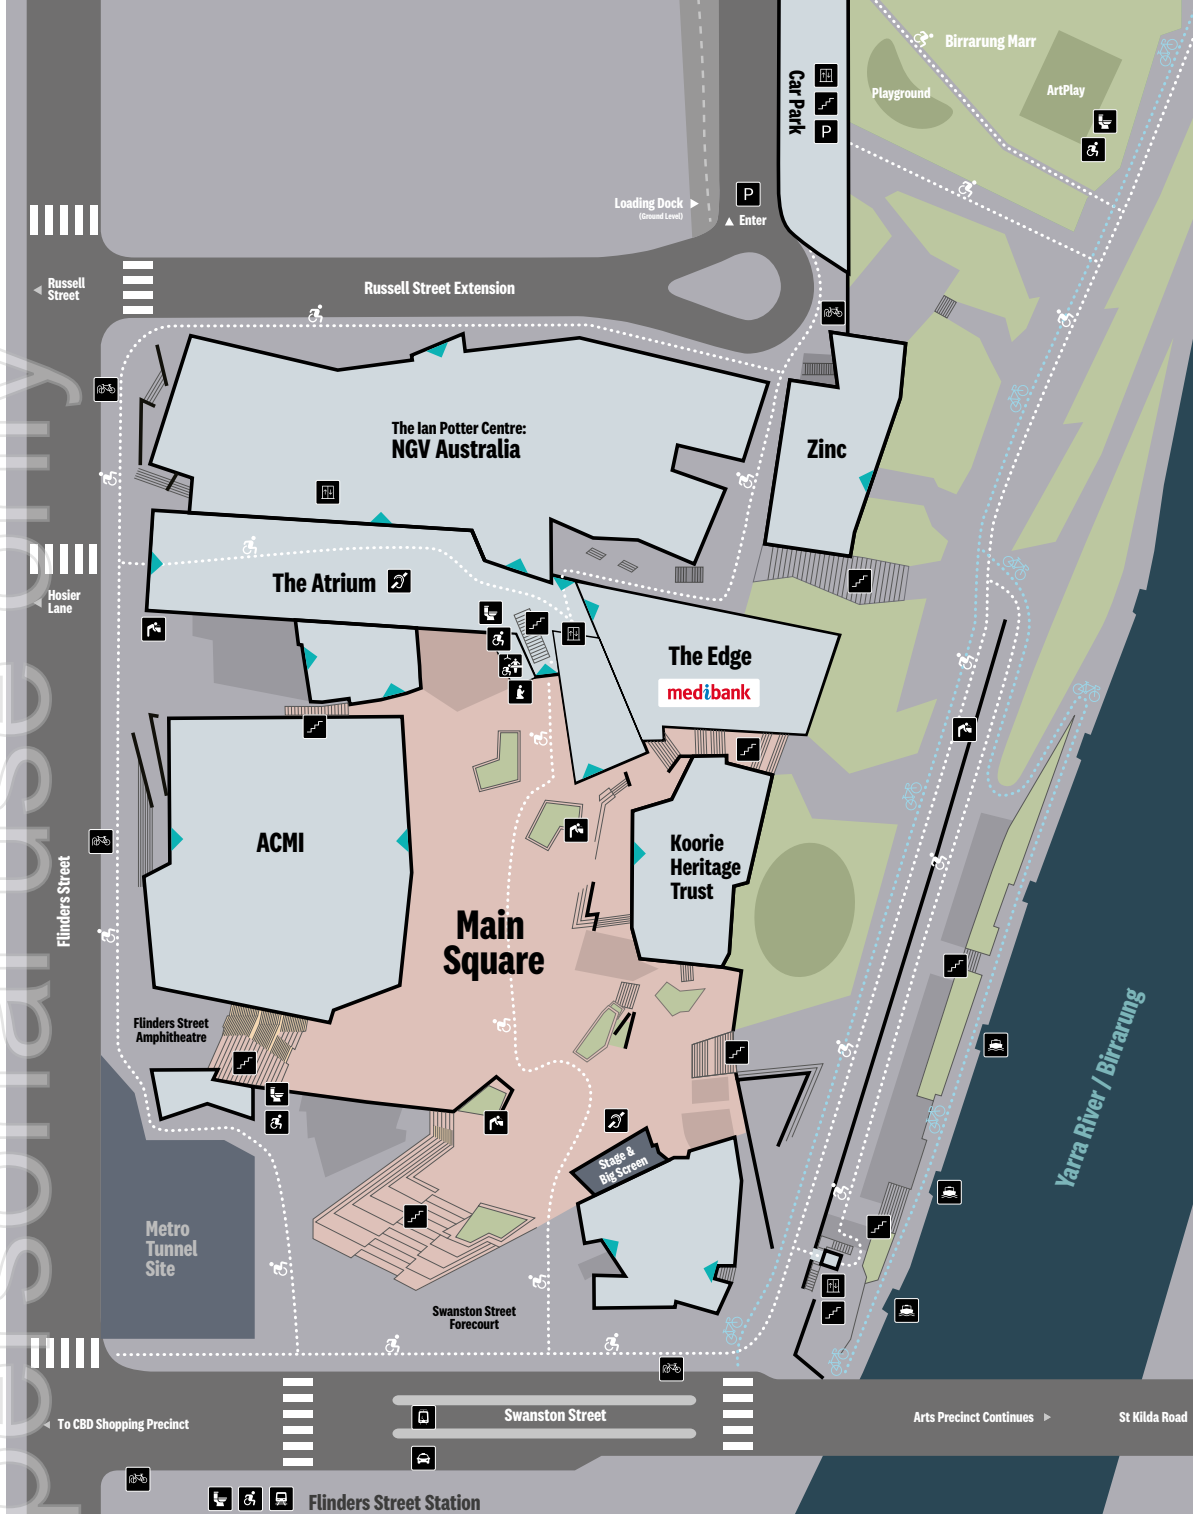 Birrarung Marr
Playground
ArtPlay
Car Park
P
P
Loading Dock
(Ground Level)
Enter
Russell
Street
Russell Street Extension
The Ian Potter Centre:
NGV Australia
Zinc
The Atrium
Hosier
Lane
The Edge
medibank
ACMI
Koorie
Heritage
Trust
Flinders Street
Main
Square
Flinders Street
Amphitheatre
Yarra River / Birrarung
Stage &
Big Screen
Metro
Tunnel
Site
Swanston Street
Forecourt
To CBD Shopping Precinct
Swanston Street
Arts Precinct Continues
St Kilda Road
Flinders Street Station
personal use only